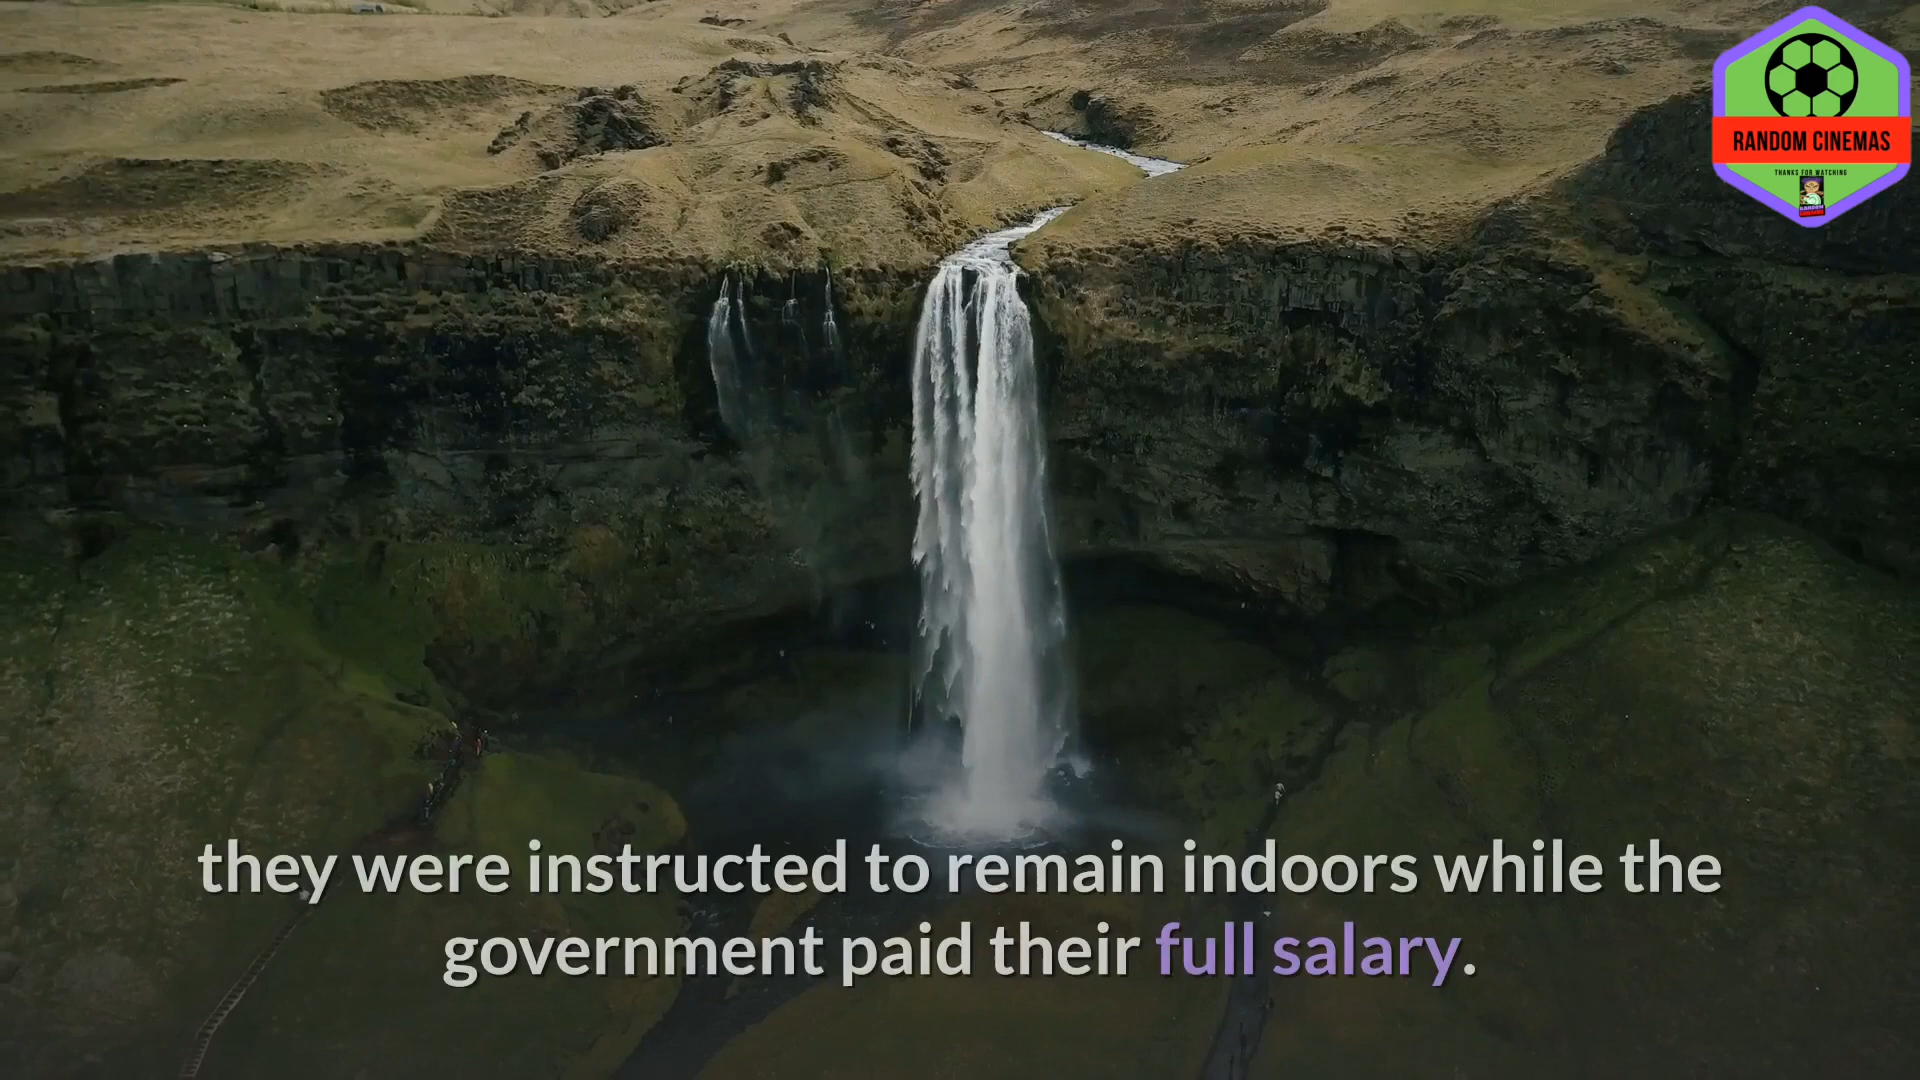 RANDOM CINEMAS
THANKS FOR WATCHING
they were instructed to remain indoors while the
government paid their full salary.